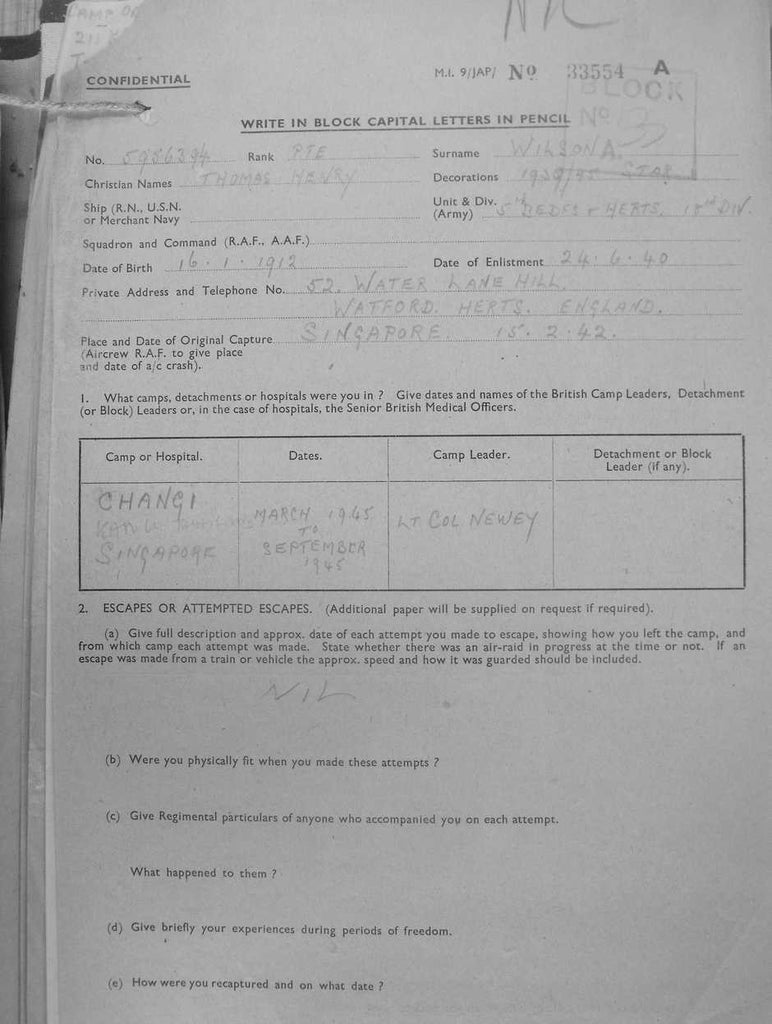 CAMP OR
CONFIDENTIAL
M.I. 9/JAP/ No 33554 A
BLOCK
No
WRITE IN BLOCK CAPITAL LETTERS IN PENCIL
No. 5986394 Rank PTE Surname WILSON
Christian Names THOMAS HENRY Decorations 1939/45 STAR
Ship (R.N., U.S.N. or Merchant Navy
Unit & Div. (Army) 5th BEDFS & HERTS. 18th DIV.
Squadron and Command (R.A.F., A.A.F.)
Date of Birth 16 . 1 . 1912 Date of Enlistment 24.6.40
Private Address and Telephone No. 52. WATER LANE HILL,
WATFORD. HERTS. ENGLAND.
Place and Date of Original Capture SINGAPORE. 15.2.42.
(Aircrew R.A.F. to give place
and date of a/c crash).
1. What camps, detachments or hospitals were you in ? Give dates and names of the British Camp Leaders, Detachment
(or Block) Leaders or, in the case of hospitals, the Senior British Medical Officers.
Camp or Hospital. Dates. Camp Leader. Detachment or Block
Leader (if any).
CHANGI
SINGAPORE
MARCH 1945
TO
SEPTEMBER
1945
LT COL NEWEY
2. ESCAPES OR ATTEMPTED ESCAPES. (Additional paper will be supplied on request if required).
(a) Give full description and approx. date of each attempt you made to escape, showing how you left the camp, and
from which camp each attempt was made. State whether there was an air-raid in progress at the time or not. If an
escape was made from a train or vehicle the approx. speed and how it was guarded should be included.
NIL
(b) Were you physically fit when you made these attempts ?
(c) Give Regimental particulars of anyone who accompanied you on each attempt.
What happened to them ?
(d) Give briefly your experiences during periods of freedom.
(e) How were you recaptured and on what date ?